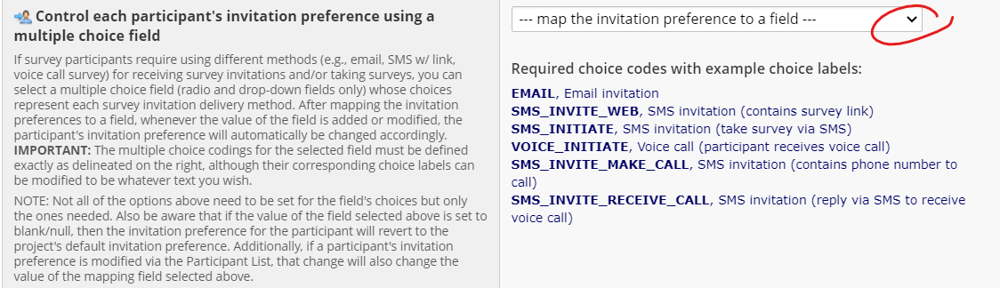 Control each participant's invitation preference using a
multiple choice field
If survey participants require using different methods (e.g., email, SMS w/ link,
voice call survey) for receiving survey invitations and/or taking surveys, you can
select a multiple choice field (radio and drop-down fields only) whose choices
represent each survey invitation delivery method. After mapping the invitation
preferences to a field, whenever the value of the field is added or modified, the
participant's invitation preference will automatically be changed accordingly.
IMPORTANT: The multiple choice codings for the selected field must be defined
exactly as delineated on the right, although their corresponding choice labels can
be modified to be whatever text you wish.
NOTE: Not all of the options above need to be set for the field's choices but only
the ones needed. Also be aware that if the value of the field selected above is set to
blank/null, then the invitation preference for the participant will revert to the
project's default invitation preference. Additionally, if a participant's invitation
preference is modified via the Participant List, that change will also change the
value of the mapping field selected above.
--- map the invitation preference to a field ---
Required choice codes with example choice labels:
EMAIL, Email invitation
SMS_INVITE_WEB, SMS invitation (contains survey link)
SMS_INITIATE, SMS invitation (take survey via SMS)
VOICE_INITIATE, Voice call (participant receives voice call)
SMS_INVITE_MAKE_CALL, SMS invitation (contains phone number to
call)
SMS_INVITE_RECEIVE_CALL, SMS invitation (reply via SMS to receive
voice call)